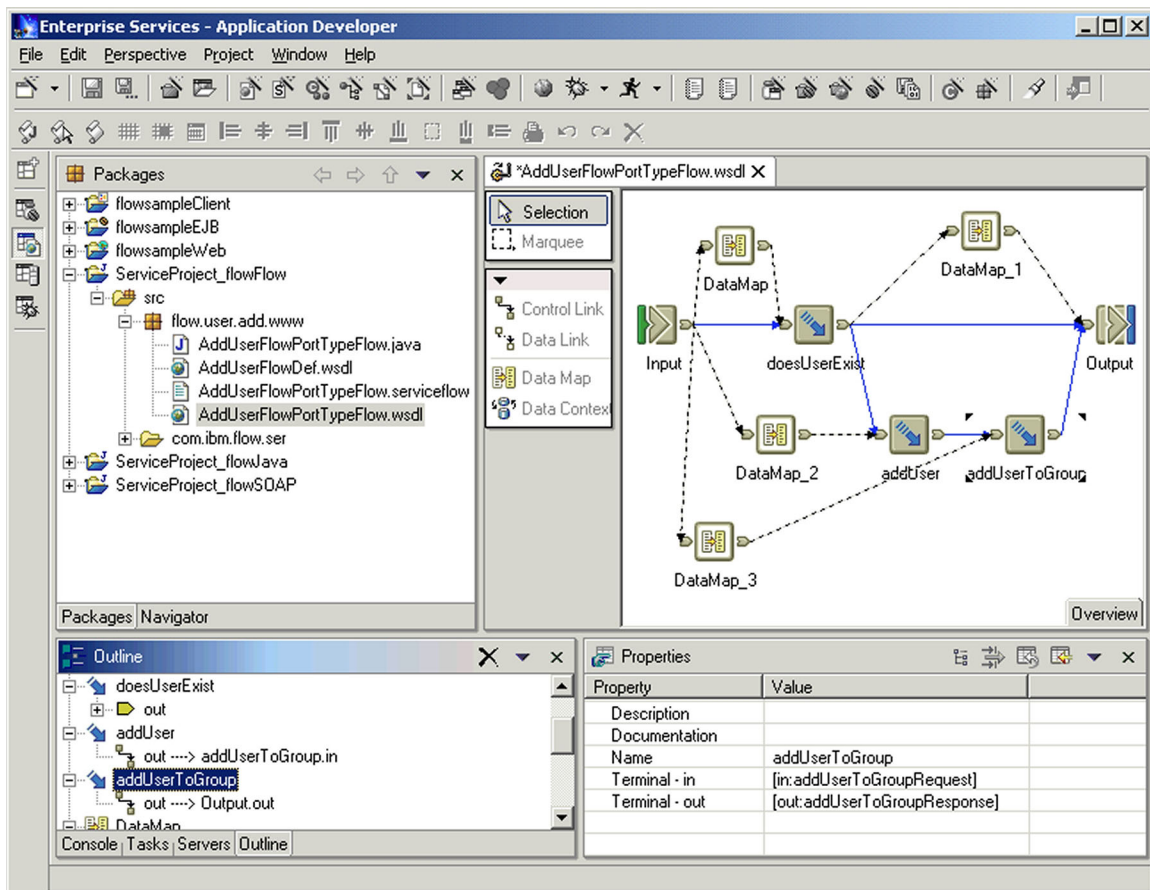 Enterprise Services - Application Developer
File Edit Perspective Project Window Help
Packages
flowsampleClient
flowsampleEJB
flowsampleWeb
ServiceProject_flowFlow
src
flow.user.add.www
AddUserFlowPortTypeFlow.java
AddUserFlowDef.wsdl
AddUserFlowPortTypeFlow.serviceflow
AddUserFlowPortTypeFlow.wsdl
com.ibm.flow.ser
ServiceProject_flowJava
ServiceProject_flowSOAP
Packages Navigator
*AddUserFlowPortTypeFlow.wsdl
Selection
Marquee
Control Link
Data Link
Data Map
Data Context
DataMap
DataMap_1
Input
doesUserExist
Output
DataMap_2
addUser
addUserToGroup
DataMap_3
Overview
Outline
doesUserExist
out
addUser
out ----> addUserToGroup.in
addUserToGroup
out ----> Output.out
DataMap
Console Tasks Servers Outline
Properties
Property Value
Description
Documentation
Name addUserToGroup
Terminal - in [in:addUserToGroupRequest]
Terminal - out [out:addUserToGroupResponse]